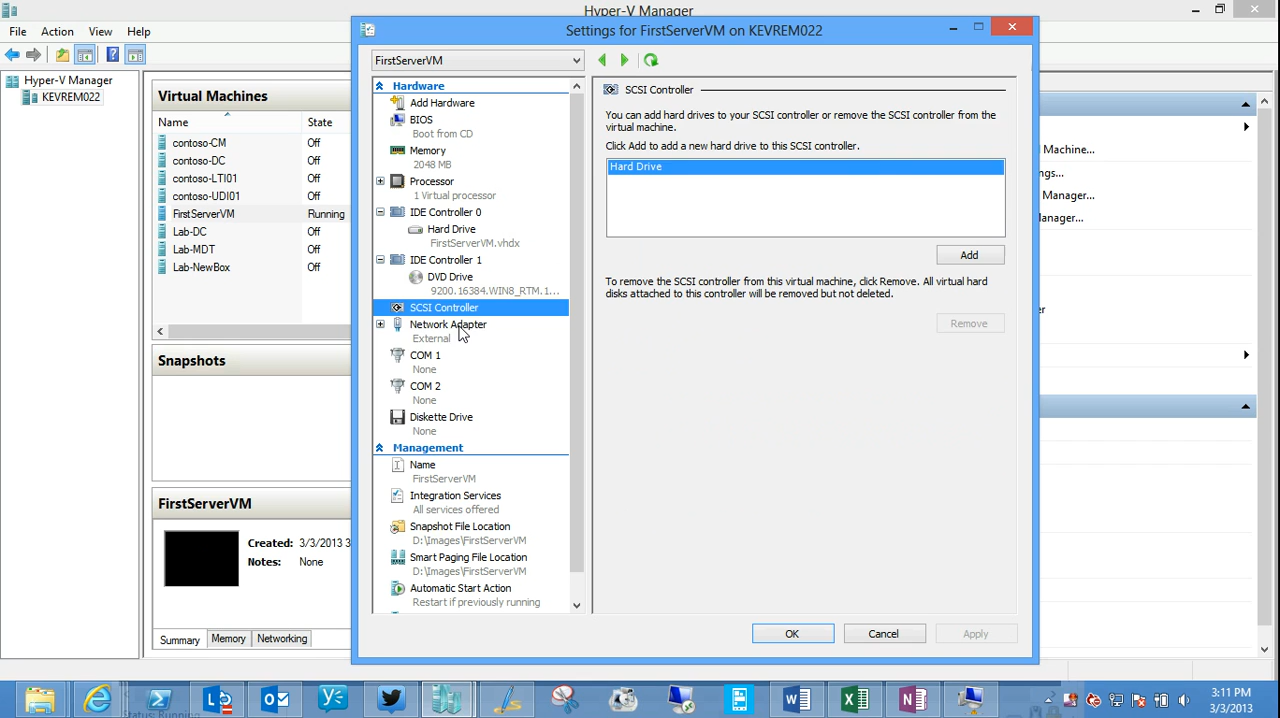 Hyper-V Manager
File Action View Help
Hyper-V Manager
KEVREM022
Virtual Machines
Name State
contoso-CM Off
contoso-DC Off
contoso-LTI01 Off
contoso-UDI01 Off
FirstServerVM Running
Lab-DC Off
Lab-MDT Off
Lab-NewBox Off
Snapshots
FirstServerVM
Created: 3/3/2013 3
Notes: None
Summary Memory Networking
Settings for FirstServerVM on KEVREM022
FirstServerVM
Hardware
Add Hardware
BIOS
Boot from CD
Memory
2048 MB
Processor
1 Virtual processor
IDE Controller 0
Hard Drive
FirstServerVM.vhdx
IDE Controller 1
DVD Drive
9200.16384.WIN8_RTM.1...
SCSI Controller
Network Adapter
External
COM 1
None
COM 2
None
Diskette Drive
None
Management
Name
FirstServerVM
Integration Services
All services offered
Snapshot File Location
D:\Images\FirstServerVM
Smart Paging File Location
D:\Images\FirstServerVM
Automatic Start Action
Restart if previously running
SCSI Controller
You can add hard drives to your SCSI controller or remove the SCSI controller from the
virtual machine.
Click Add to add a new hard drive to this SCSI controller.
Hard Drive
Add
To remove the SCSI controller from this virtual machine, click Remove. All virtual hard
disks attached to this controller will be removed but not deleted.
Remove
OK Cancel Apply
Machine...
ngs...
Manager...
anager...
er
Status: Running
3:11 PM
3/3/2013